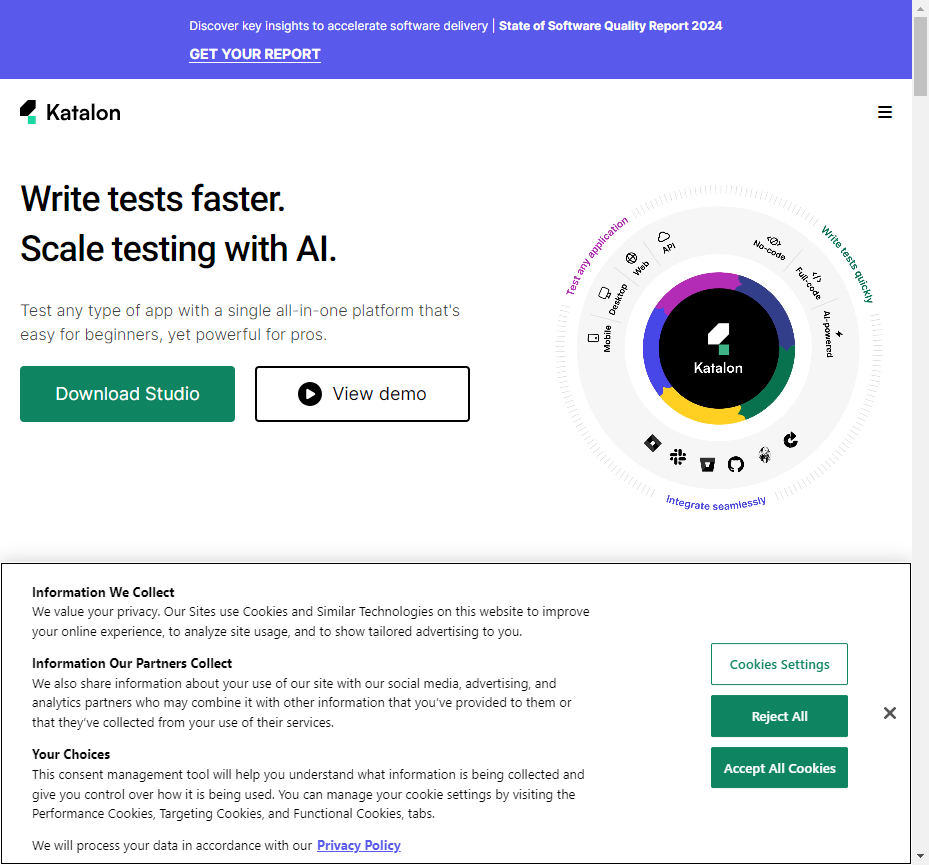 Discover key insights to accelerate software delivery | State of Software Quality Report 2024
GET YOUR REPORT
Katalon
Write tests faster.
Scale testing with AI.
Test any type of app with a single all-in-one platform that's
easy for beginners, yet powerful for pros.
Download Studio
View demo
Test any application
Mobile
Desktop
Web
API
Write tests quickly
No-code
Full-code
AI-powered
Katalon
Integrate seamlessly
Information We Collect
We value your privacy. Our Sites use Cookies and Similar Technologies on this website to improve
your online experience, to analyze site usage, and to show tailored advertising to you.
Information Our Partners Collect
We also share information about your use of our site with our social media, advertising, and
analytics partners who may combine it with other information that you've provided to them or
that they've collected from your use of their services.
Your Choices
This consent management tool will help you understand what information is being collected and
give you control over how it is being used. You can manage your cookie settings by visiting the
Performance Cookies, Targeting Cookies, and Functional Cookies, tabs.
We will process your data in accordance with our Privacy Policy
Cookies Settings
Reject All
Accept All Cookies